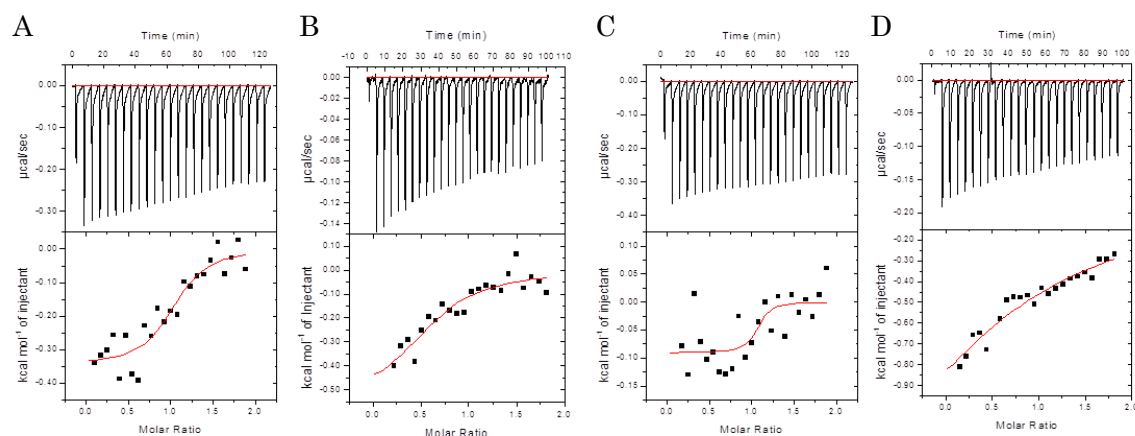 A
Time (min)
0 20 40 60 80 100 120
0.00
-0.10
-0.20
-0.30
µcal/sec
0.00
-0.10
-0.20
-0.30
-0.40
kcal mol⁻¹ of injectant
0.0 0.5 1.0 1.5 2.0
Molar Ratio
B
Time (min)
-10 0 10 20 30 40 50 60 70 80 90 100 110
0.00
-0.02
-0.04
-0.06
-0.08
-0.10
-0.12
-0.14
µcal/sec
0.10
0.00
-0.10
-0.20
-0.30
-0.40
-0.50
kcal mol⁻¹ of Injectant
0.0 0.5 1.0 1.5 2.0
Molar Ratio
C
Time (min)
0 20 40 60 80 100 120
0.00
-0.10
-0.20
-0.30
-0.40
µcal/sec
0.10
0.05
0.00
-0.05
-0.10
-0.15
kcal mol⁻¹ of injectant
0.0 0.5 1.0 1.5 2.0
Molar Ratio
D
Time (min)
0 10 20 30 40 50 60 70 80 90 100
0.00
-0.05
-0.10
-0.15
-0.20
µcal/sec
-0.20
-0.30
-0.40
-0.50
-0.60
-0.70
-0.80
-0.90
kcal mol⁻¹ of injectant
0.0 0.5 1.0 1.5 2.0
Molar Ratio